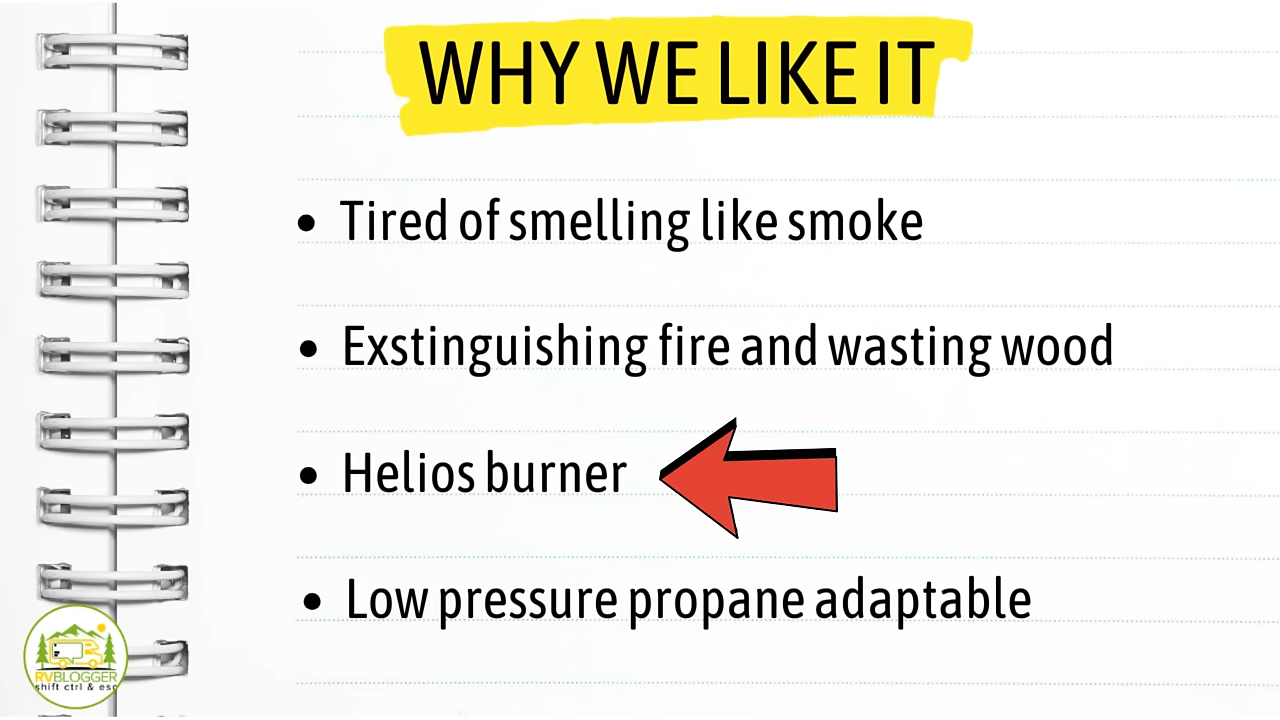 WHY WE LIKE IT
• Tired of smelling like smoke
• Exstinguishing fire and wasting wood
• Helios burner
• Low pressure propane adaptable
RVBLOGGER
shift ctrl & esc